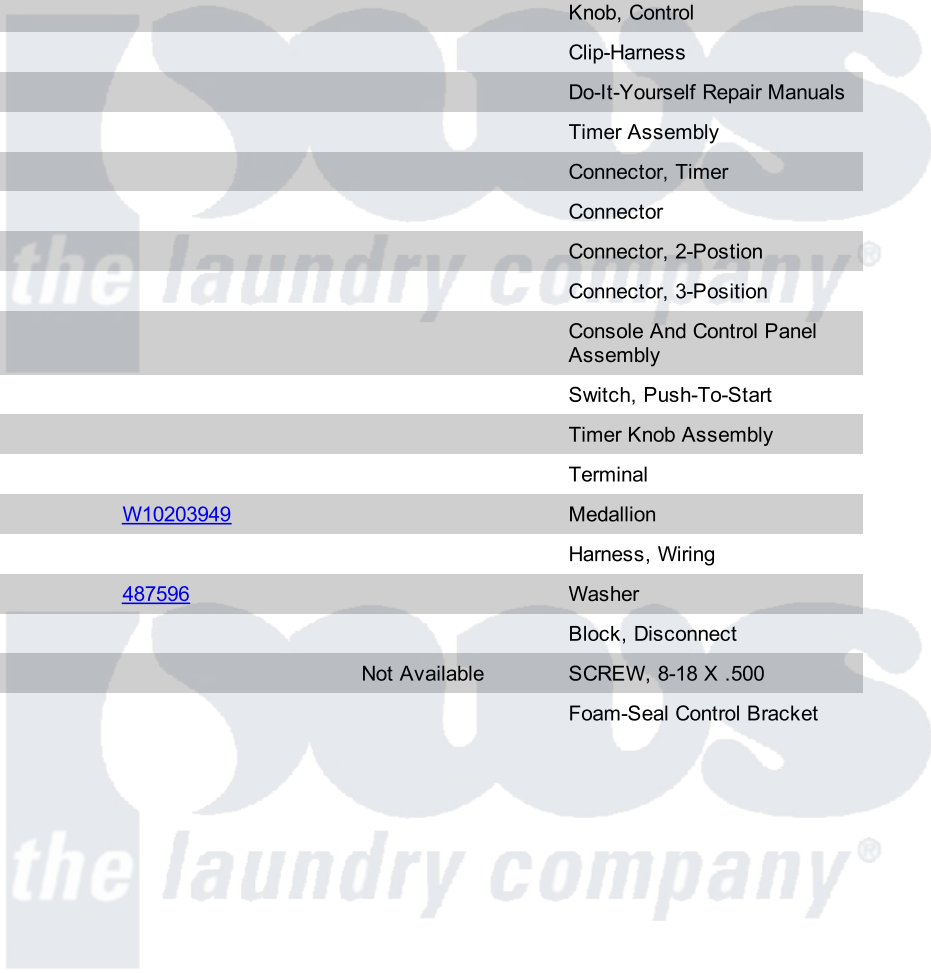 Knob, Control
Clip-Harness
Do-It-Yourself Repair Manuals
Timer Assembly
Connector, Timer
Connector
Connector, 2-Postion
Connector, 3-Position
Console And Control Panel
Assembly
Switch, Push-To-Start
Timer Knob Assembly
Terminal
W10203949 Medallion
Harness, Wiring
487596 Washer
Block, Disconnect
Not Available SCREW, 8-18 X .500
Foam-Seal Control Bracket
pws
the laundry company®
pws
the laundry company®